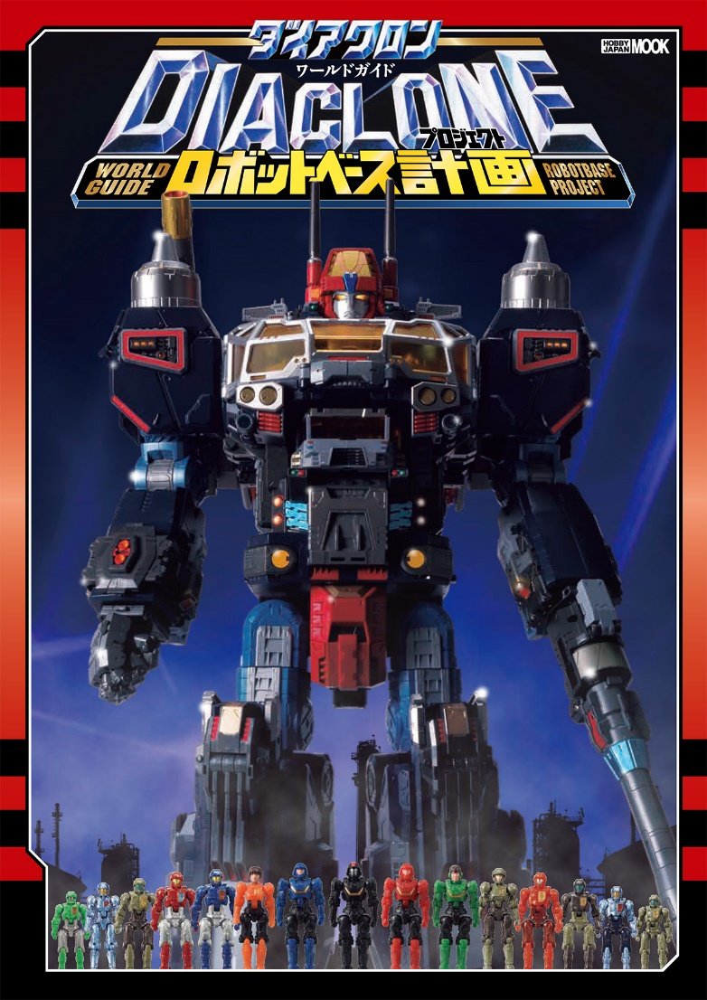 ダイアクロン
HOBBY
JAPAN MOOK
ワールドガイド
DIACLONE
WORLD
GUIDE
ロボットベース計画
プロジェクト
ROBOTBASE
PROJECT